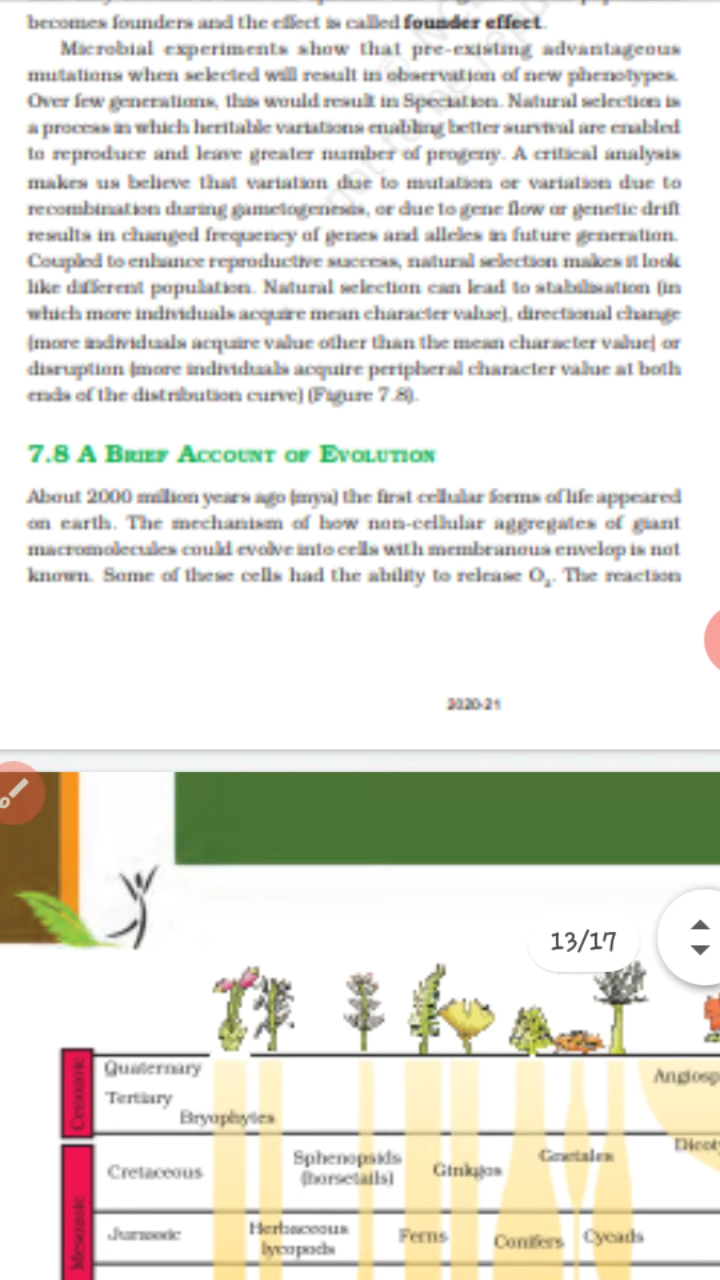 becomes founders and the effect is called founder effect.
Microbial experiments show that pre-existing advantageous
mutations when selected will result in observation of new phenotypes.
Over few generations, this would result in Speciation. Natural selection is
a process in which heritable variations enabling better survival are enabled
to reproduce and leave greater number of progeny. A critical analysis
makes us believe that variation due to mutation or variation due to
recombination during gametogenesis, or due to gene flow or genetic drift
results in changed frequency of genes and alleles in future generation.
Coupled to enhance reproductive success, natural selection makes it look
like different population. Natural selection can lead to stabilisation (in
which more individuals acquire mean character value), directional change
(more individuals acquire value other than the mean character value) or
disruption (more individuals acquire peripheral character value at both
ends of the distribution curve) (Figure 7.8).
7.8 A BRIEF ACCOUNT OF EVOLUTION
About 2000 million years ago (mya) the first cellular forms of life appeared
on earth. The mechanism of how non-cellular aggregates of giant
macromolecules could evolve into cells with membranous envelop is not
known. Some of these cells had the ability to release O₂. The reaction
2020-21
13/17
Cenozoic
Quaternary
Tertiary
Bryophytes
Angiosp
Mesozoic
Cretaceous
Sphenopsids
(horsetails)
Ginkgos
Gnetales
Dicoty
Jurassic
Herbaceous
lycopods
Ferns
Conifers
Cycads